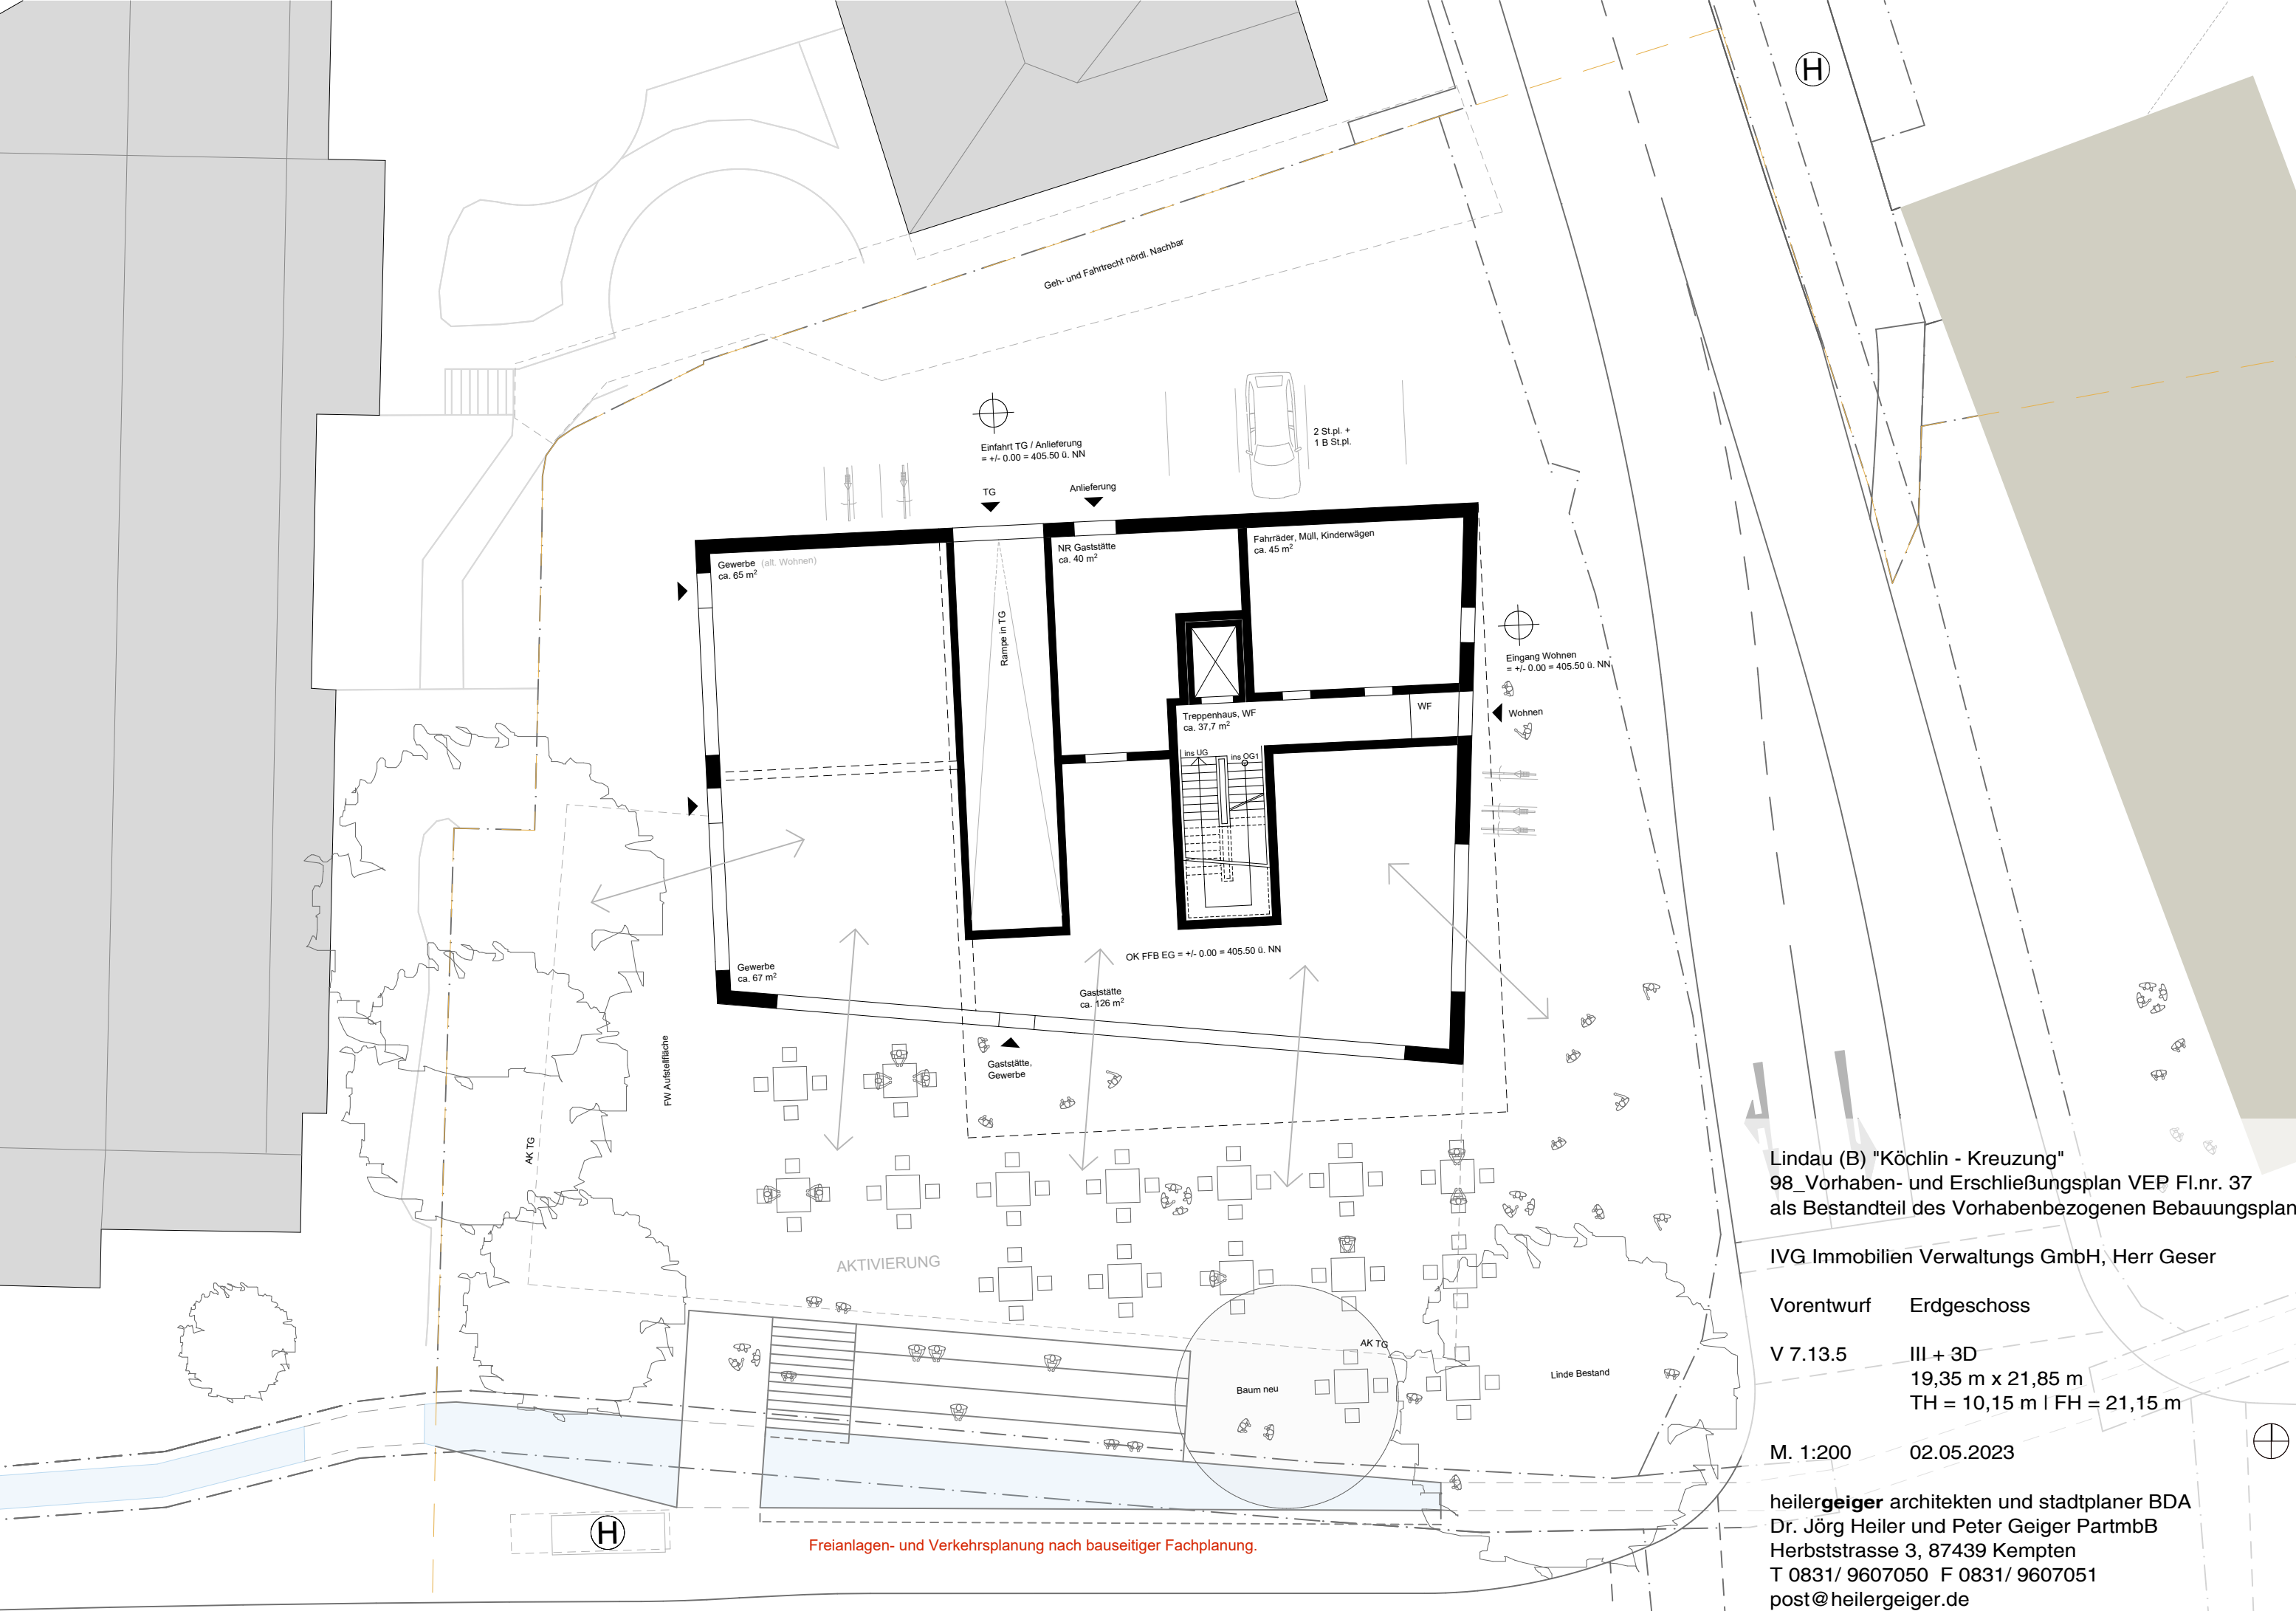 H
Geh- und Fahrtrecht nördl. Nachbar
Einfahrt TG / Anlieferung
= +/- 0.00 = 405.50 ü. NN
2 St.pl. +
1 B St.pl.
TG
Anlieferung
Gewerbe (alt. Wohnen)
ca. 65 m²
NR Gaststätte
ca. 40 m²
Fahrräder, Müll, Kinderwägen
ca. 45 m²
Rampe in TG
Eingang Wohnen
= +/- 0.00 = 405.50 ü. NN
Treppenhaus, WF
ca. 37,7 m²
WF
Wohnen
ins UG
ins OG1
OK FFB EG = +/- 0.00 = 405.50 ü. NN
Gewerbe
ca. 67 m²
Gaststätte
ca. 126 m²
Gaststätte,
Gewerbe
FW Aufstellfläche
AK TG
AKTIVIERUNG
AK TG
Baum neu
Linde Bestand
H
Freianlagen- und Verkehrsplanung nach bauseitiger Fachplanung.
Lindau (B) "Köchlin - Kreuzung"
98_Vorhaben- und Erschließungsplan VEP Fl.nr. 37
als Bestandteil des Vorhabenbezogenen Bebauungsplan
IVG Immobilien Verwaltungs GmbH, Herr Geser
Vorentwurf Erdgeschoss
V 7.13.5 III + 3D
19,35 m x 21,85 m
TH = 10,15 m | FH = 21,15 m
M. 1:200 02.05.2023
heilergeiger architekten und stadtplaner BDA
Dr. Jörg Heiler und Peter Geiger PartmbB
Herbststrasse 3, 87439 Kempten
T 0831/ 9607050 F 0831/ 9607051
post@heilergeiger.de